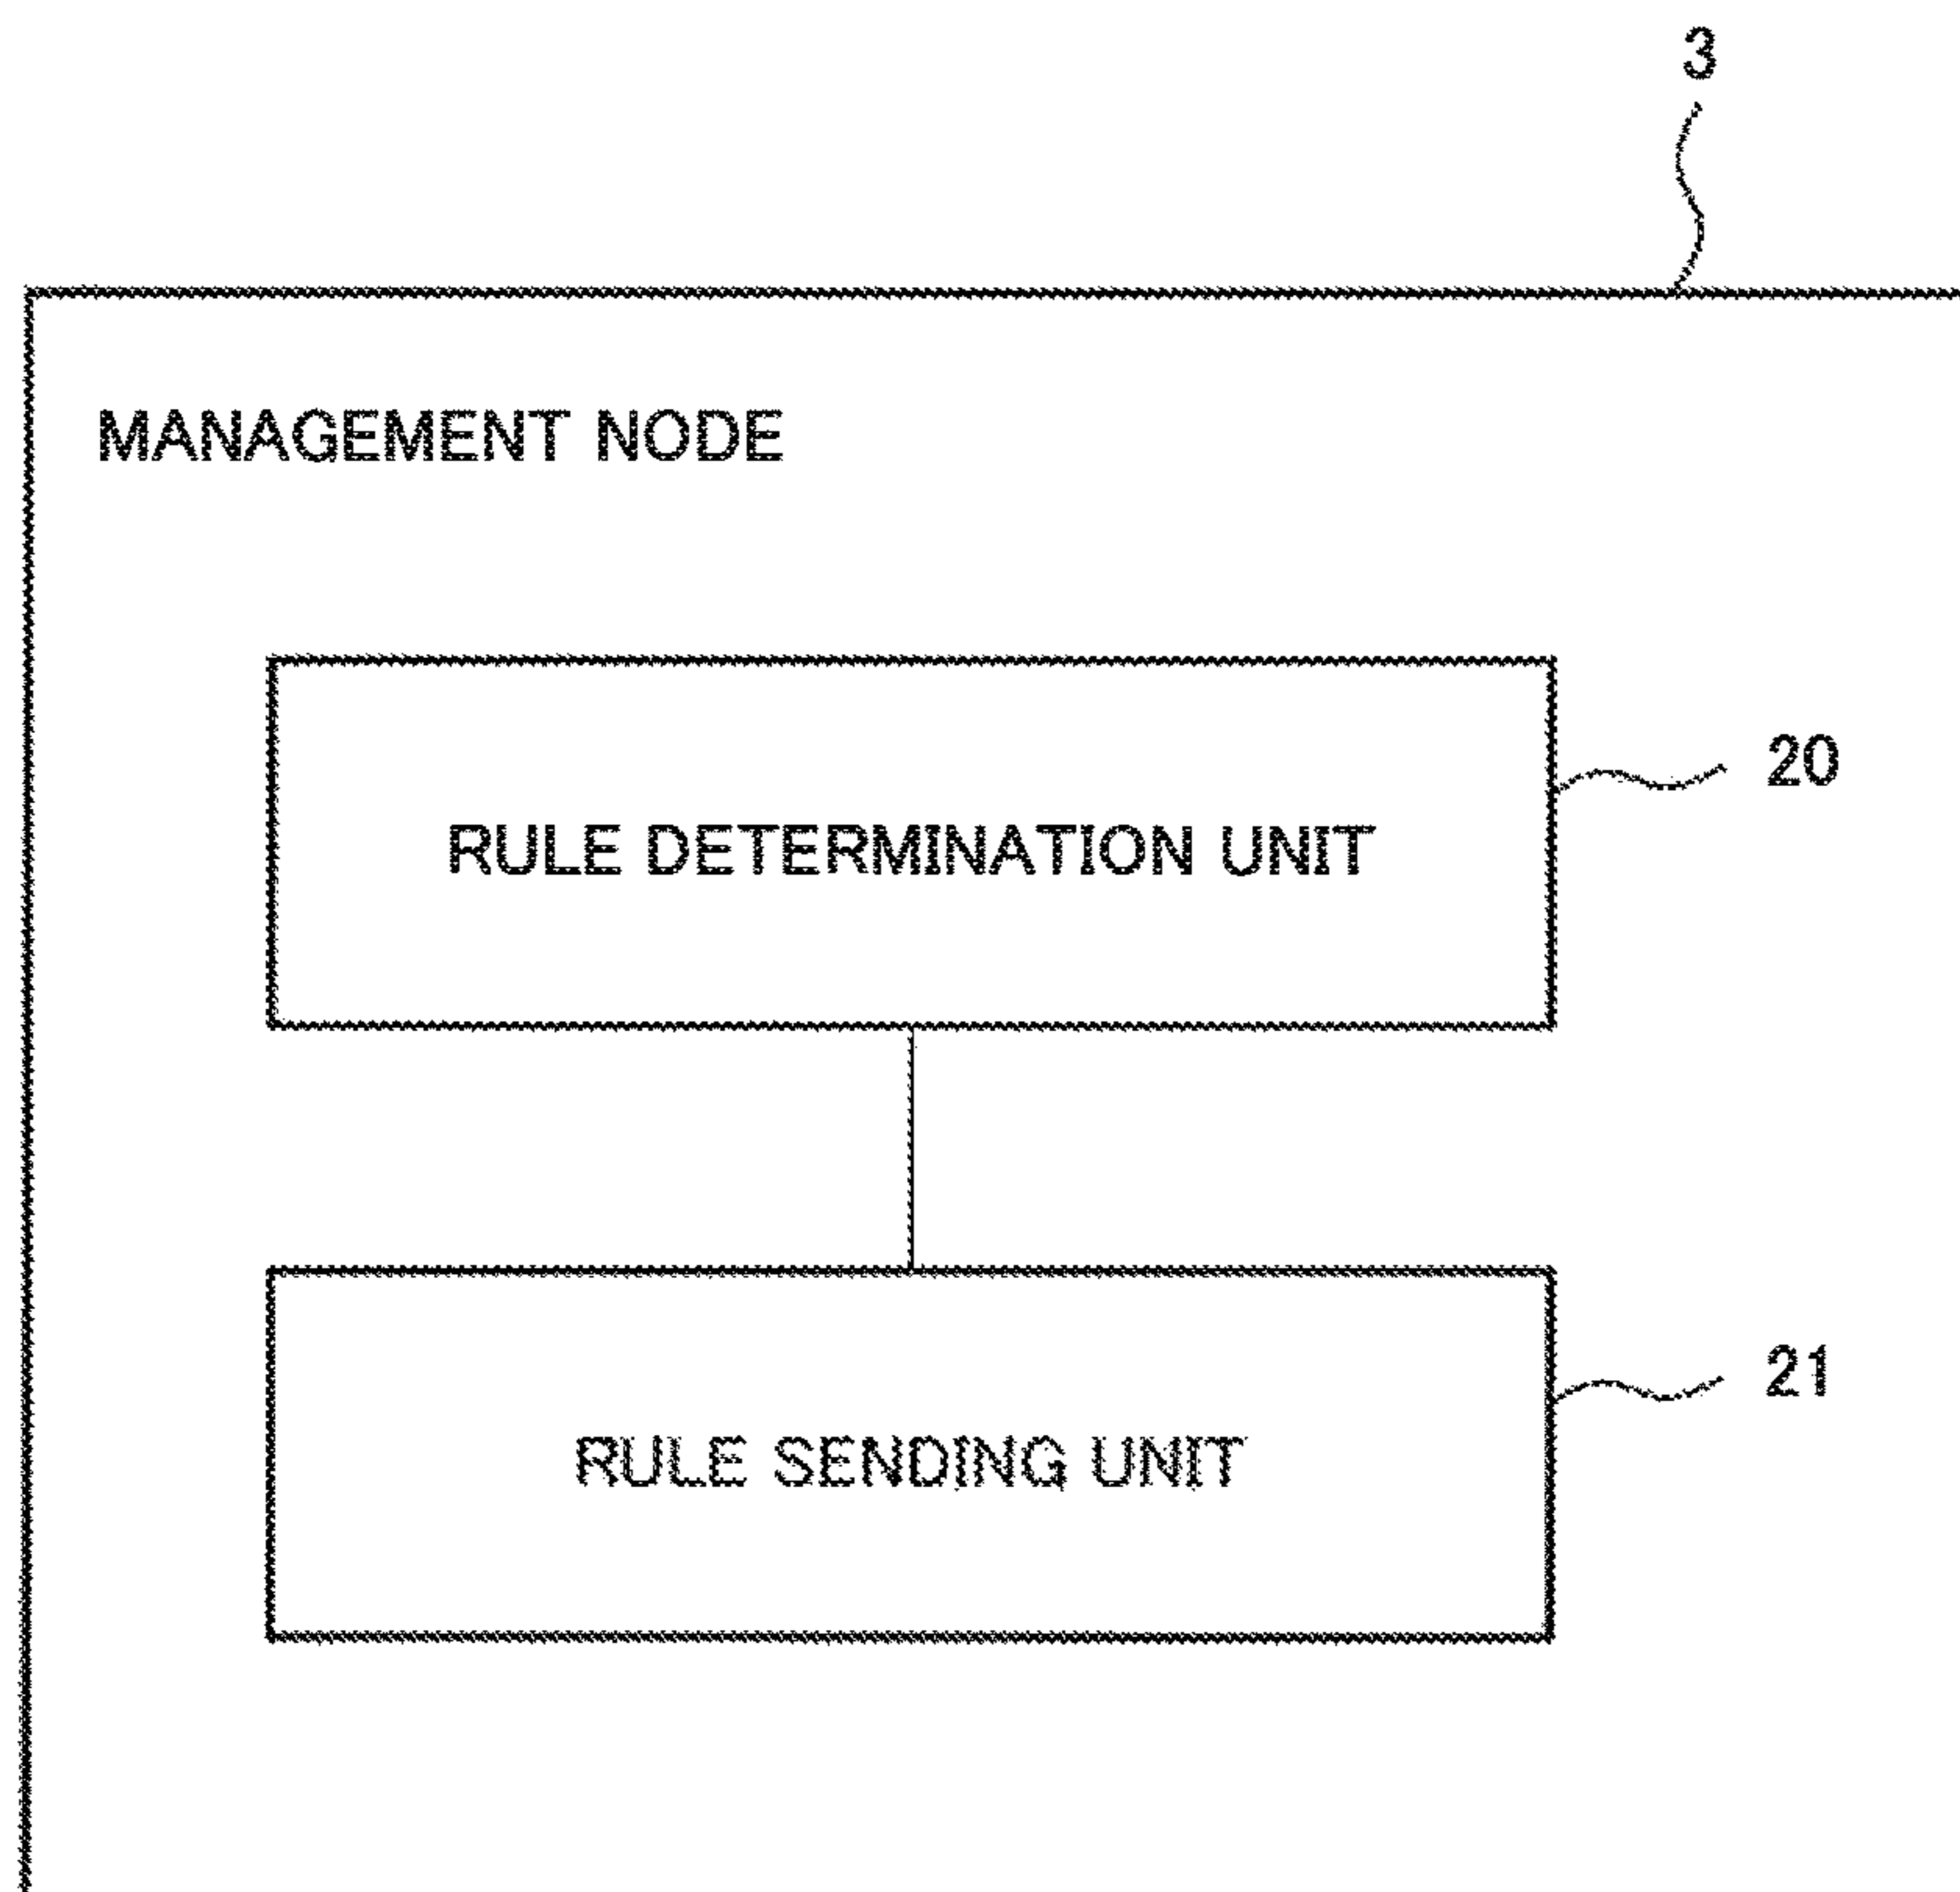 3
MANAGEMENT NODE
20
RULE DETERMINATION UNIT
21
RULE SENDING UNIT